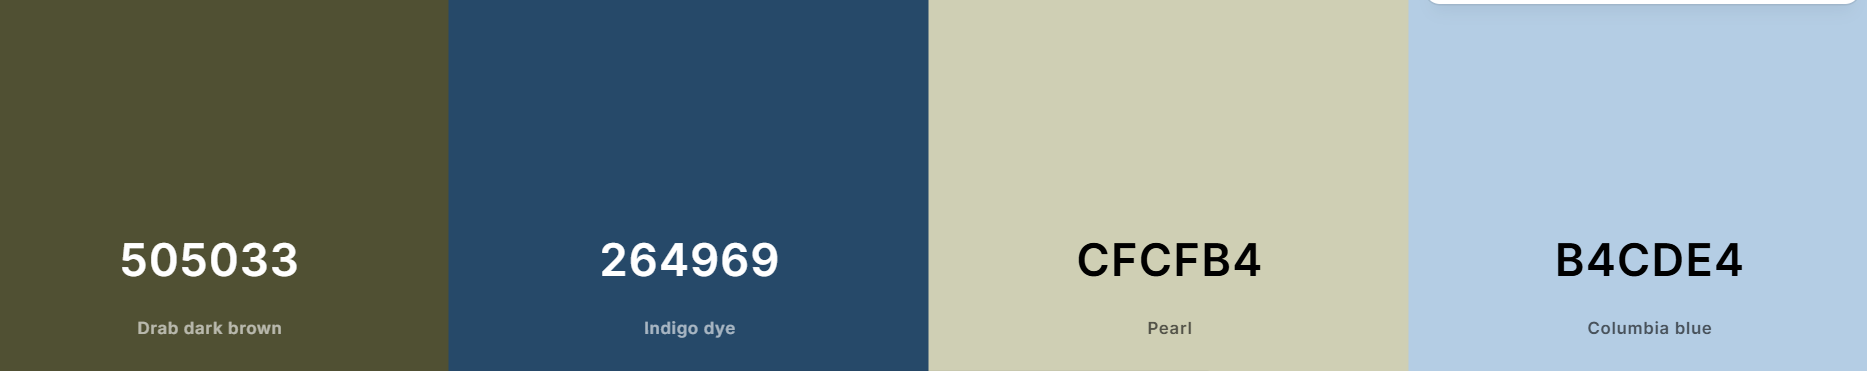 505033
264969
CFCFB4
B4CDE4
Drab dark brown
Indigo dye
Pearl
Columbia blue